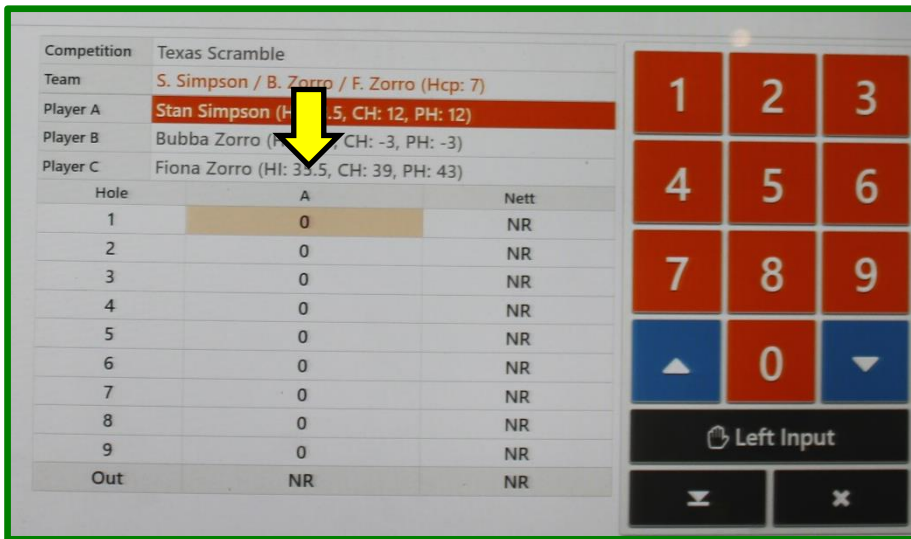 Competition Texas Scramble
Team S. Simpson / B. Zorro / F. Zorro (Hcp: 7)
Player A Stan Simpson .5, CH: 12, PH: 12)
Player B Bubba Zorro CH: -3, PH: -3)
Player C Fiona Zorro (HI: 35.5, CH: 39, PH: 43)
Hole A Nett
1 0 NR
2 0 NR
3 0 NR
4 0 NR
5 0 NR
6 0 NR
7 0 NR
8 0 NR
9 0 NR
Out NR NR
1 2 3
4 5 6
7 8 9
0
Left Input